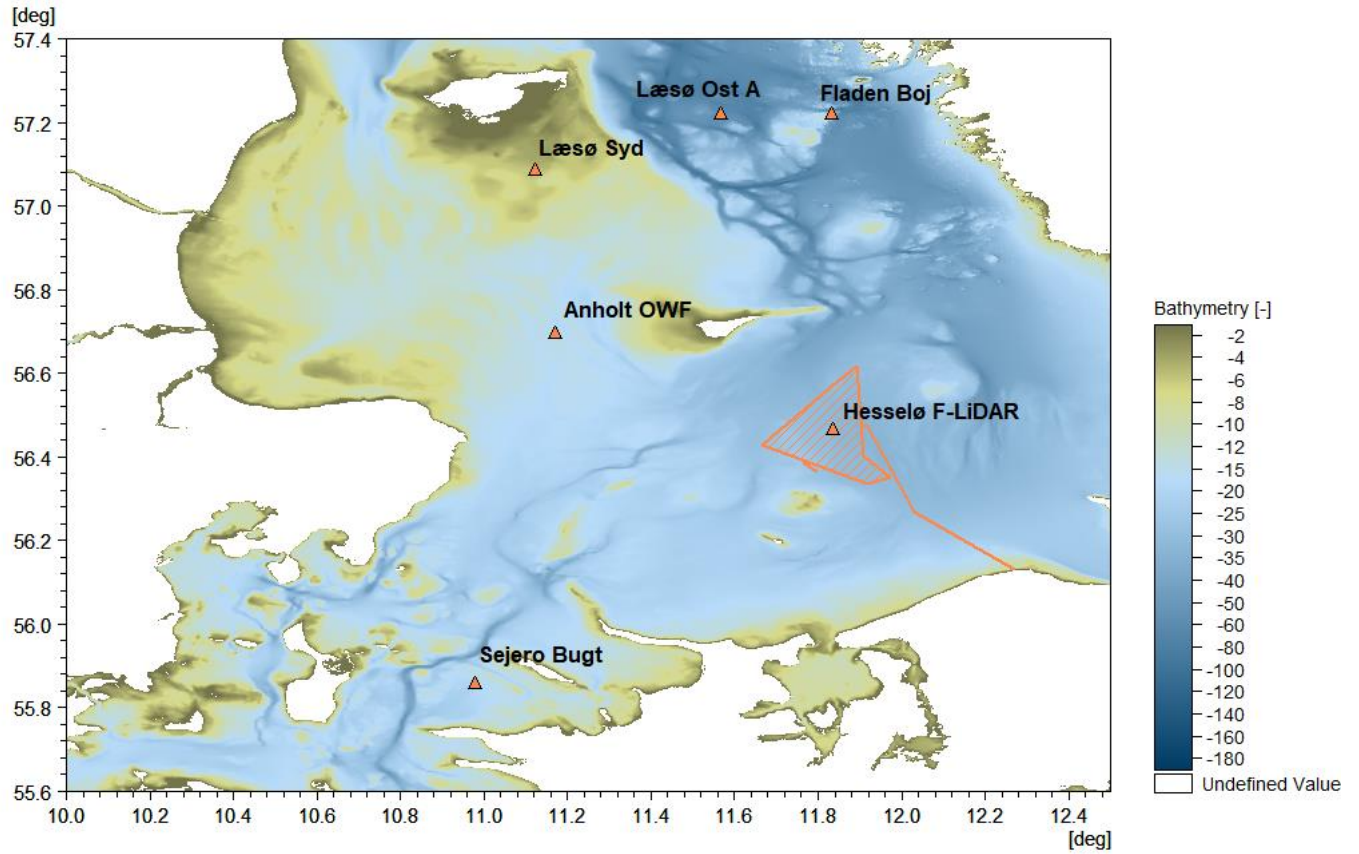 [deg]
57.4
57.2
57.0
56.8
56.6
56.4
56.2
56.0
55.8
55.6
Læsø Ost A
Fladen Boj
Læsø Syd
Anholt OWF
Hesselø F-LiDAR
Sejero Bugt
10.0 10.2 10.4 10.6 10.8 11.0 11.2 11.4 11.6 11.8 12.0 12.2 12.4
[deg]
Bathymetry [-]
-2
-4
-6
-8
-10
-12
-15
-20
-25
-30
-35
-40
-50
-60
-80
-100
-120
-140
-160
-180
Undefined Value